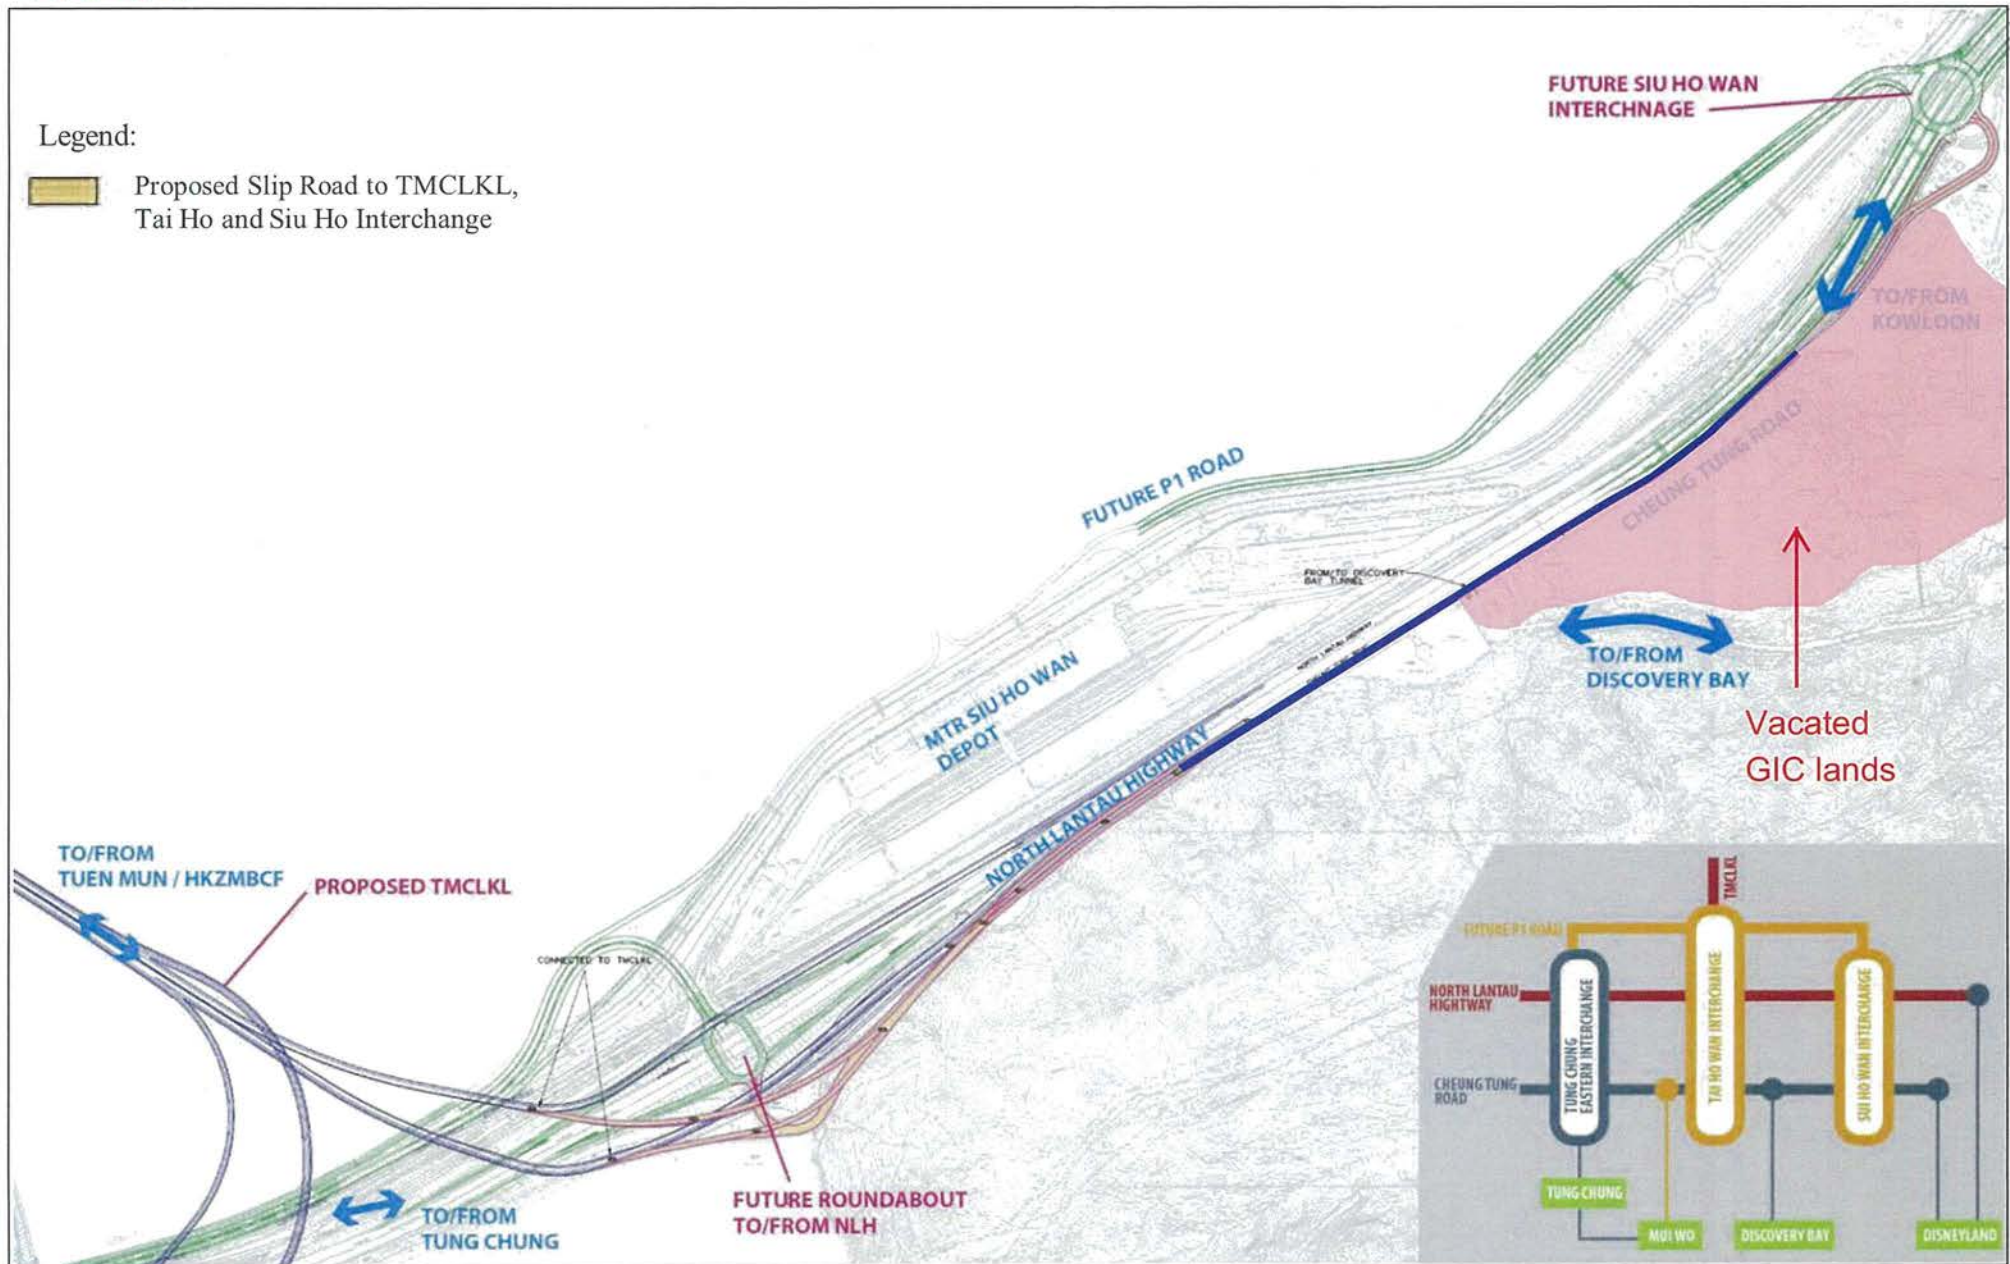 FUTURE SIU HO WAN
INTERCHNAGE
Legend:
Proposed Slip Road to TMCLKL,
Tai Ho and Siu Ho Interchange
TO/FROM
KOWLOON
CHEUNG TUNG ROAD
FUTURE P1 ROAD
FROM/TO DISCOVERY
BAY TUNNEL
NORTH LANTAU HIGHWAY
TO/FROM
DISCOVERY BAY
MTR SIU HO WAN
DEPOT
Vacated
GIC lands
NORTH LANTAU HIGHWAY
TO/FROM
TUEN MUN / HKZMBCF
PROPOSED TMCLKL
CONNECTED TO TMCLKL
FUTURE ROUNDABOUT
TO/FROM NLH
TO/FROM
TUNG CHUNG
TMCLKL
FUTURE P1 ROAD
NORTH LANTAU
HIGHTWAY
CHEUNG TUNG
ROAD
TUNG CHUNG
EASTERN INTERCHANGE
TAI HO WAN INTERCHANGE
SUI HO WAN INTERCHANGE
TUNG CHUNG
MUI WO
DISCOVERY BAY
DISNEYLAND